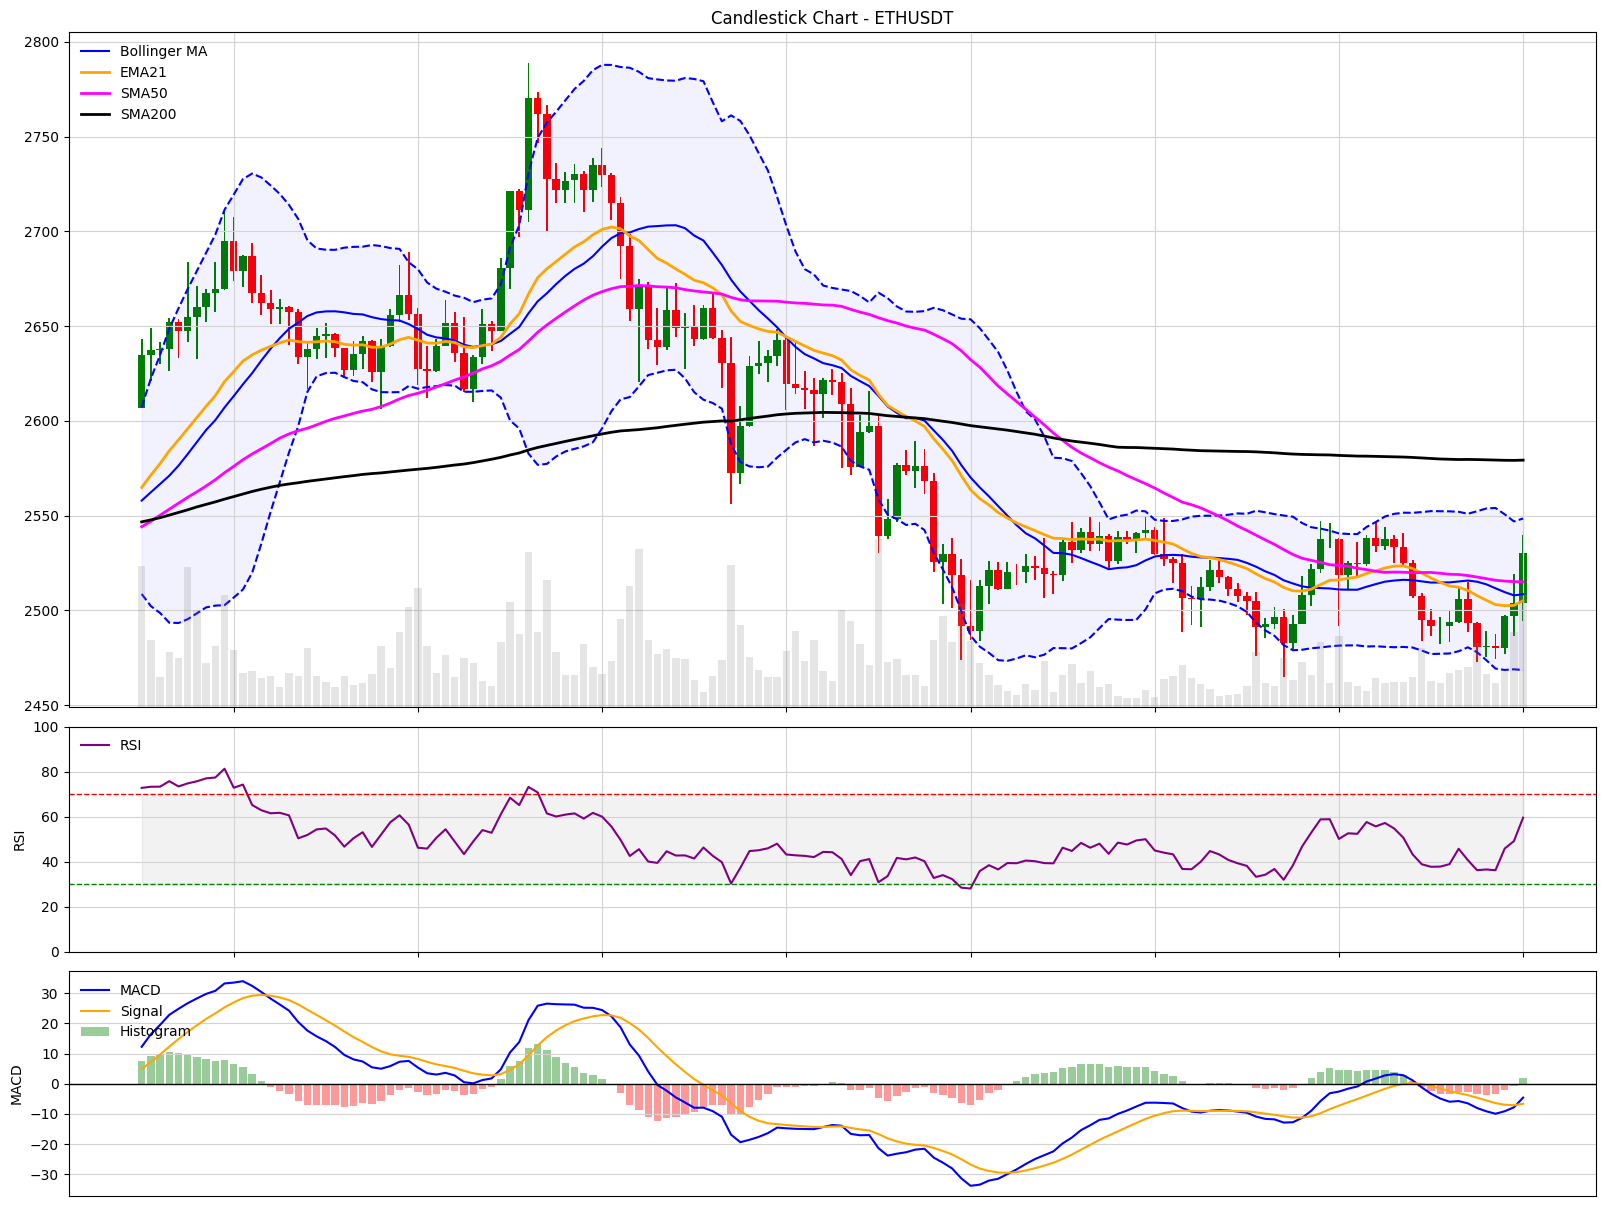 Candlestick Chart - ETHUSDT
Bollinger MA
EMA21
SMA50
SMA200
2800
2750
2700
2650
2600
2550
2500
2450
RSI
RSI
100
80
60
40
20
0
MACD
Signal
Histogram
MACD
30
20
10
0
−10
−20
−30